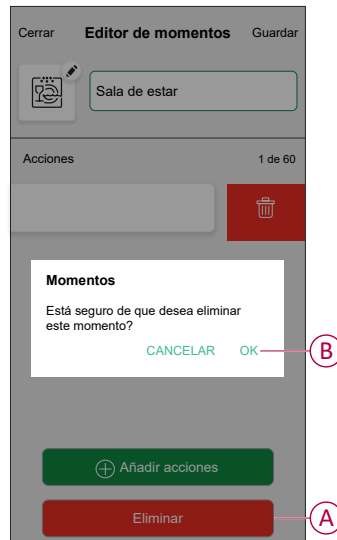 Cerrar Editor de momentos Guardar
Sala de estar
Acciones 1 de 60
Momentos
Está seguro de que desea eliminar
este momento?
CANCELAR OK
B
Añadir acciones
Eliminar
A